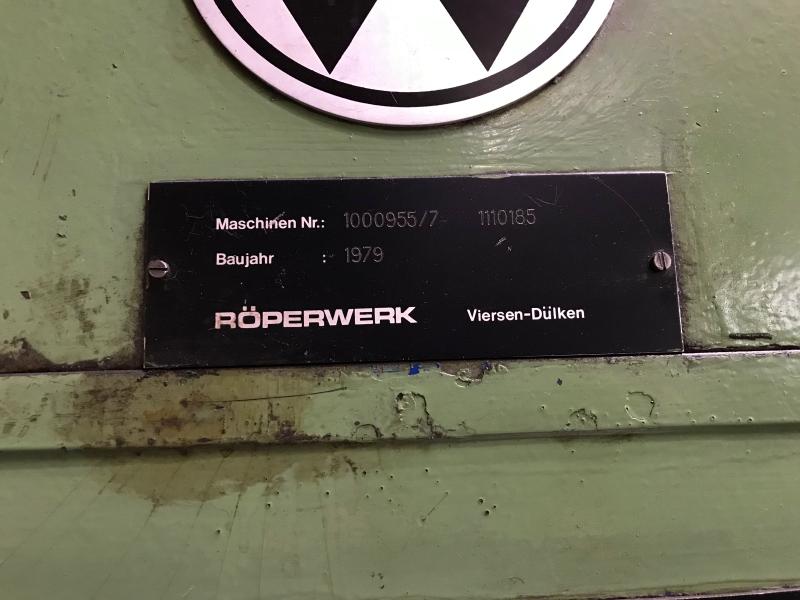 Maschinen Nr.: 1000955/7 1110185
Baujahr : 1979
RÖPERWERK Viersen-Dülken